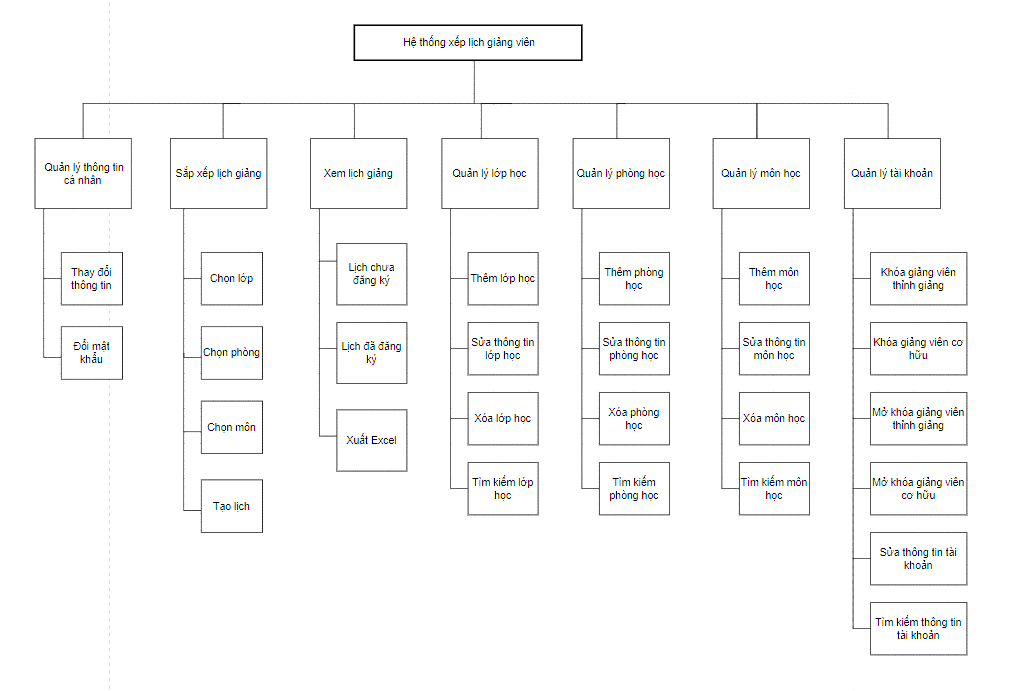 Hệ thống xếp lịch giảng viên
Quản lý thông tin
cá nhân
Sắp xếp lịch giảng
Xem lịch giảng
Quản lý lớp học
Quản lý phòng học
Quản lý môn học
Quản lý tài khoản
Thay đổi
thông tin
Đổi mật
khẩu
Chọn lớp
Chọn phòng
Chọn môn
Tạo lịch
Lịch chưa
đăng ký
Lịch đã đăng
ký
Xuất Excel
Thêm lớp học
Sửa thông tin
lớp học
Xóa lớp học
Tìm kiếm lớp
học
Thêm phòng
học
Sửa thông tin
phòng học
Xóa phòng
học
Tìm kiếm
phòng học
Thêm môn
học
Sửa thông tin
môn học
Xóa môn học
Tìm kiếm môn
học
Khóa giảng viên
thỉnh giảng
Khóa giảng viên cơ
hữu
Mở khóa giảng viên
thỉnh giảng
Mở khóa giảng viên
cơ hữu
Sửa thông tin tài
khoản
Tìm kiếm thông tin
tài khoản